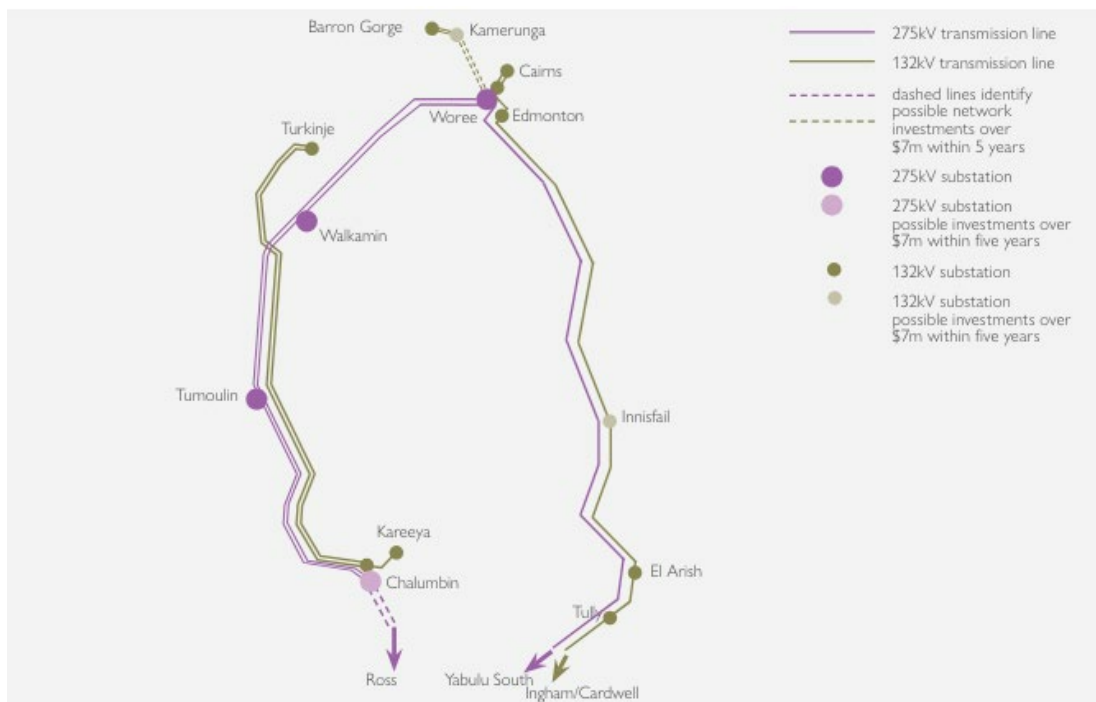 Barron Gorge
Kamerunga
Cairns
Woree
Edmonton
Turkinje
Walkamin
Tumoulin
Innisfail
Kareeya
Chalumbin
El Arish
Tully
Ross
Yabulu South
Ingham/Cardwell
275kV transmission line
132kV transmission line
dashed lines identify
possible network
investments over
$7m within 5 years
275kV substation
275kV substation
possible investments over
$7m within five years
132kV substation
132kV substation
possible investments over
$7m within five years